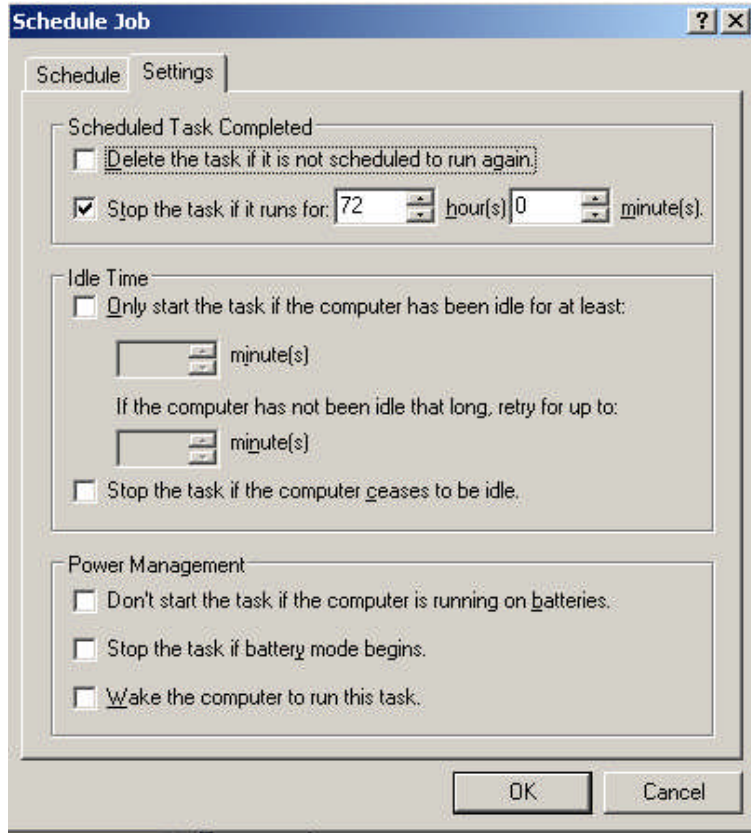 Schedule Job
Schedule Settings
Scheduled Task Completed
Delete the task if it is not scheduled to run again.
Stop the task if it runs for: 72 hour(s) 0 minute(s).
Idle Time
Only start the task if the computer has been idle for at least:
minute(s)
If the computer has not been idle that long, retry for up to:
minute(s)
Stop the task if the computer ceases to be idle.
Power Management
Don't start the task if the computer is running on batteries.
Stop the task if battery mode begins.
Wake the computer to run this task.
OK Cancel